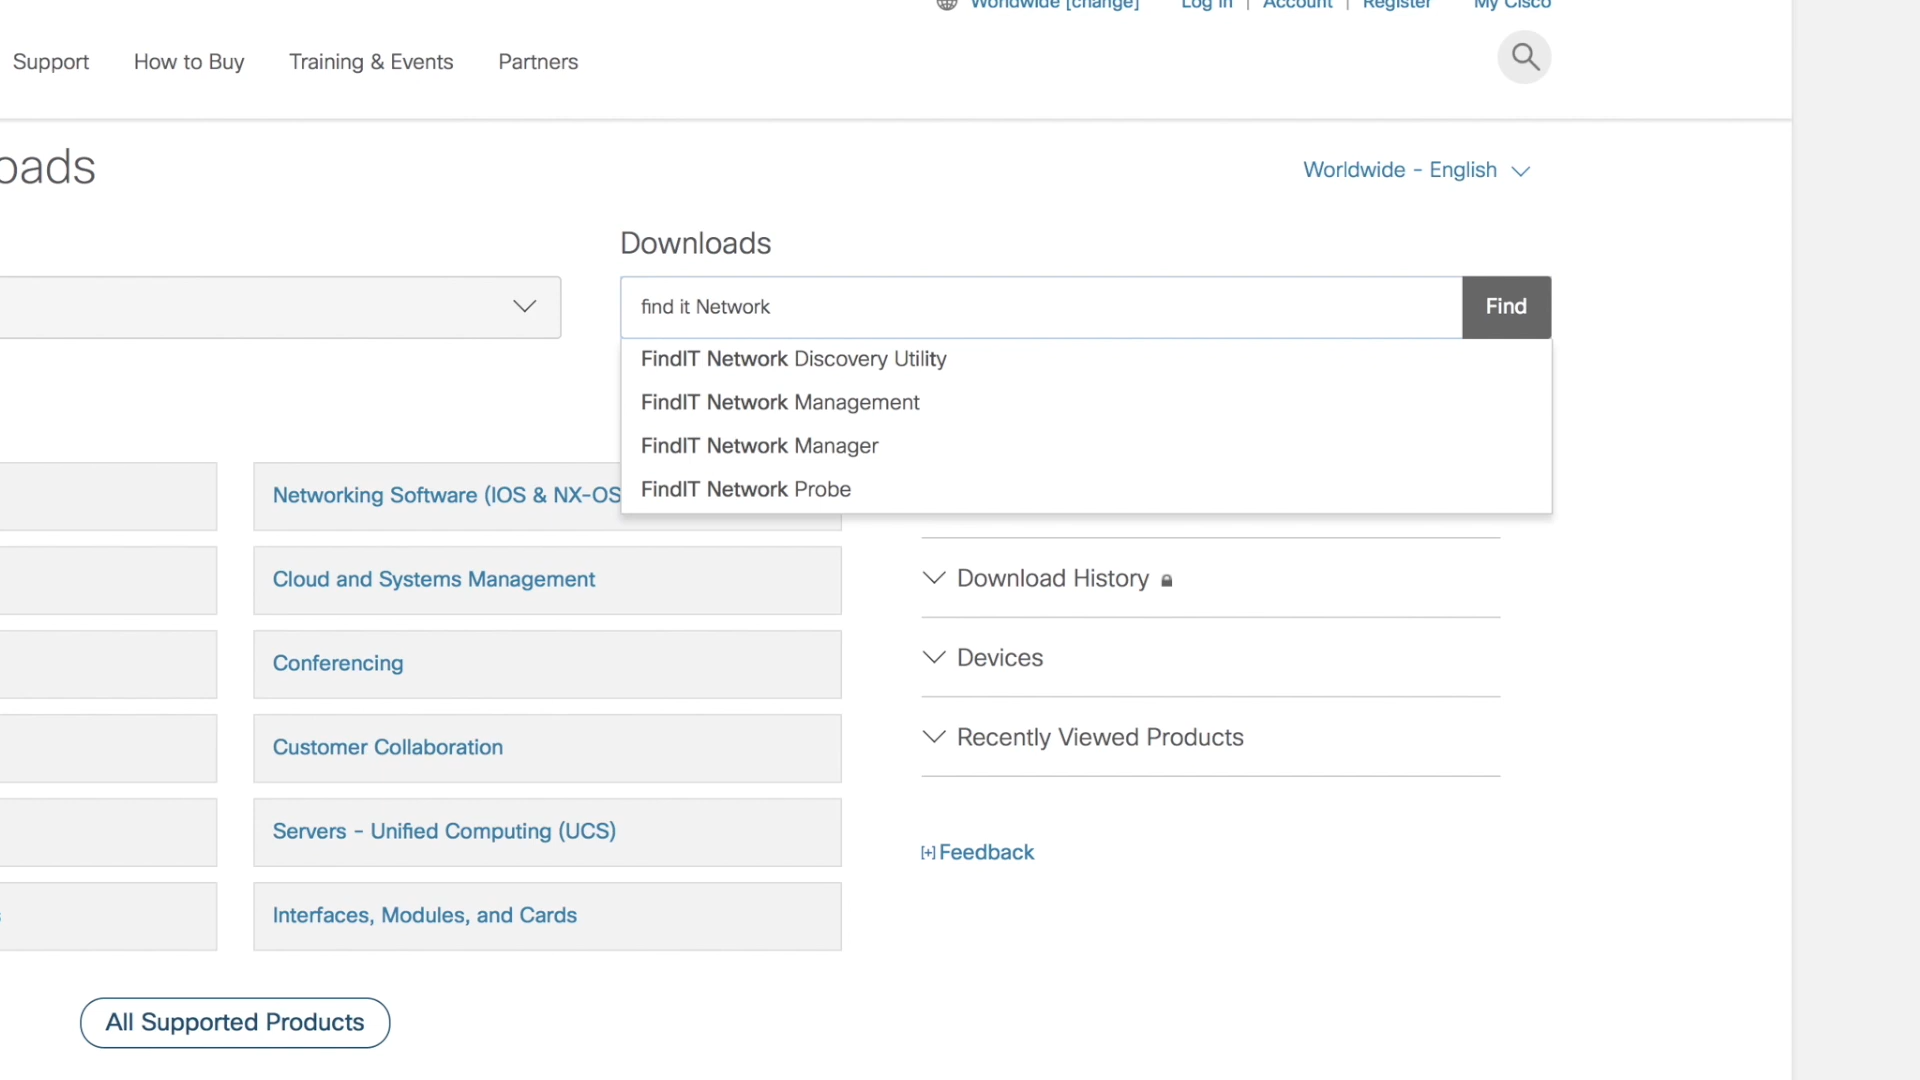 Worldwide [change] Log In | Account | Register My Cisco
Support How to Buy Training & Events Partners
oads
Worldwide - English
Downloads
find it Network
Find
FindIT Network Discovery Utility
FindIT Network Management
FindIT Network Manager
FindIT Network Probe
Networking Software (IOS & NX-OS
Cloud and Systems Management
Conferencing
Customer Collaboration
Servers - Unified Computing (UCS)
Interfaces, Modules, and Cards
Download History
Devices
Recently Viewed Products
[+] Feedback
All Supported Products